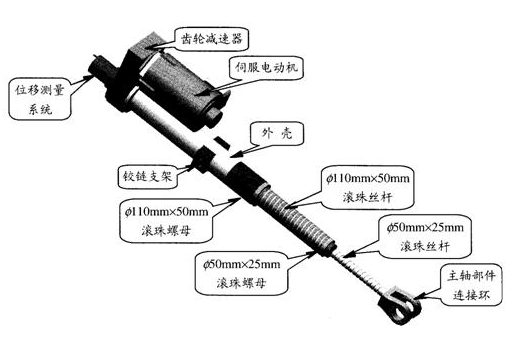 齿轮减速器
伺服电动机
位移测量
系统
外 壳
铰链支架
ϕ110mm×50mm
滚珠丝杆
ϕ110mm×50mm
滚珠螺母
ϕ50mm×25mm
滚珠丝杆
ϕ50mm×25mm
滚珠螺母
主轴部件
连接环